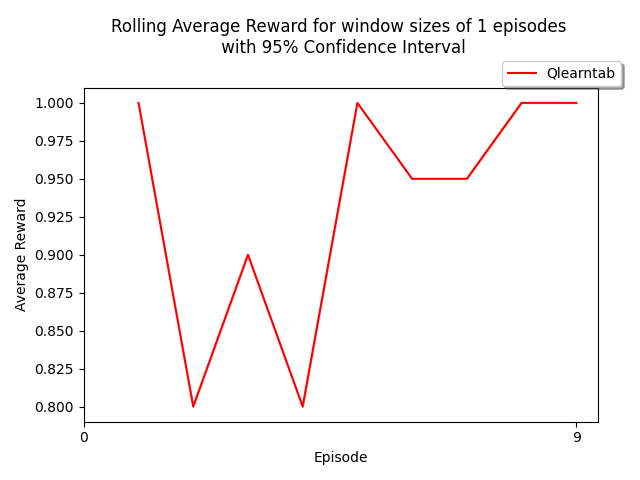 Rolling Average Reward for window sizes of 1 episodes
with 95% Confidence Interval
Qlearntab
1.000
0.975
0.950
0.925
0.900
0.875
0.850
0.825
0.800
Average Reward
0
9
Episode